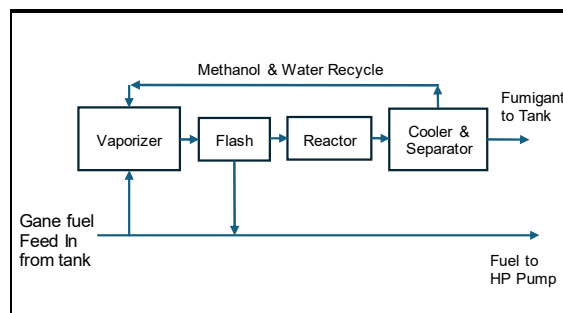 Methanol & Water Recycle
Fumigant
to Tank
Vaporizer
Flash
Reactor
Cooler &
Separator
Gane fuel
Feed In
from tank
Fuel to
HP Pump